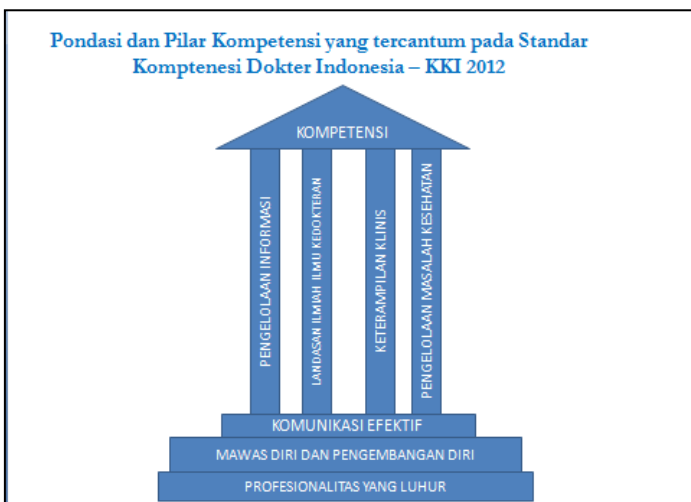 Pondasi dan Pilar Kompetensi yang tercantum pada Standar
Komptenesi Dokter Indonesia – KKI 2012
KOMPETENSI
PENGELOLAAN INFORMASI
LANDASAN ILMIAH ILMU KEDOKTERAN
KETERAMPILAN KLINIS
PENGELOLAAN MASALAH KESEHATAN
KOMUNIKASI EFEKTIF
MAWAS DIRI DAN PENGEMBANGAN DIRI
PROFESIONALITAS YANG LUHUR